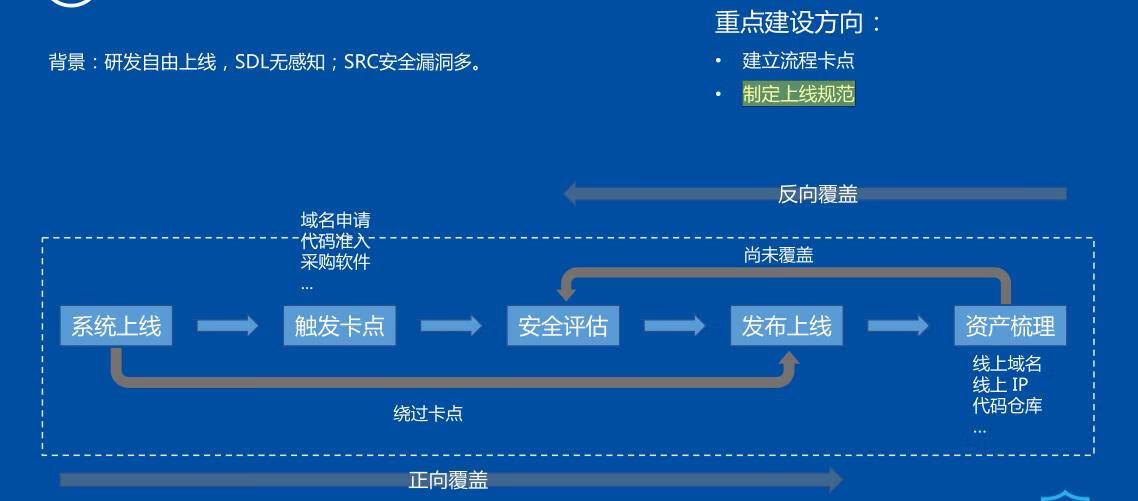 重点建设方向：
背景：研发自由上线，SDL无感知；SRC安全漏洞多。
• 建立流程卡点
• 制定上线规范
反向覆盖
域名申请
代码准入
采购软件
...
尚未覆盖
系统上线
触发卡点
安全评估
发布上线
资产梳理
线上域名
线上 IP
代码仓库
...
绕过卡点
正向覆盖